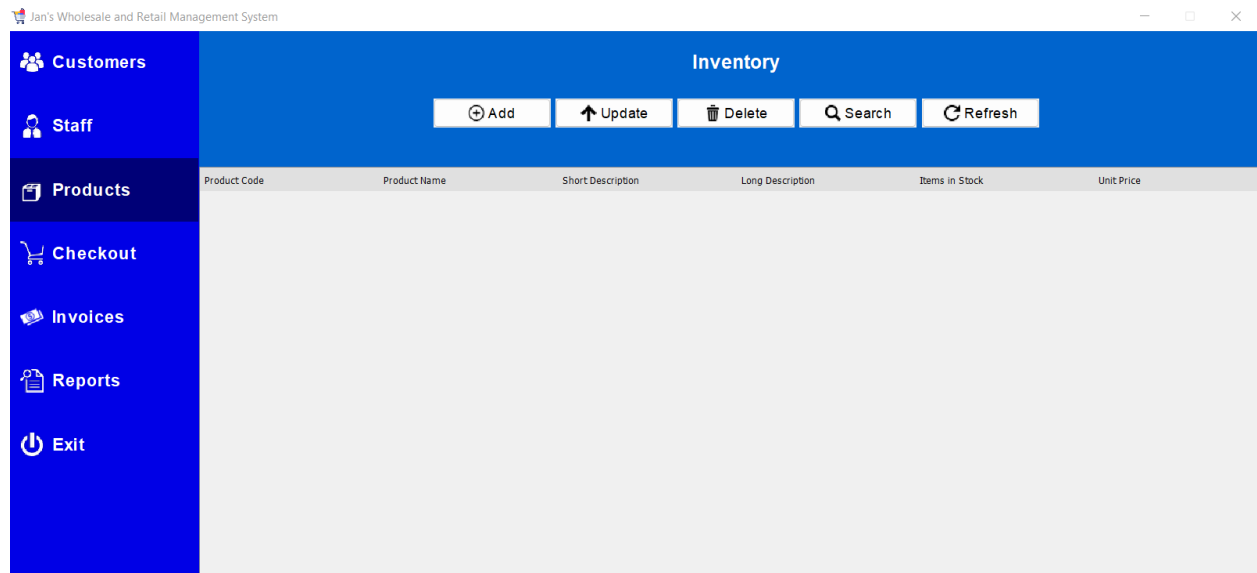 Jan's Wholesale and Retail Management System
Customers
Staff
Products
Checkout
Invoices
Reports
Exit
Inventory
Add Update Delete Search Refresh
Product Code Product Name Short Description Long Description Items in Stock Unit Price